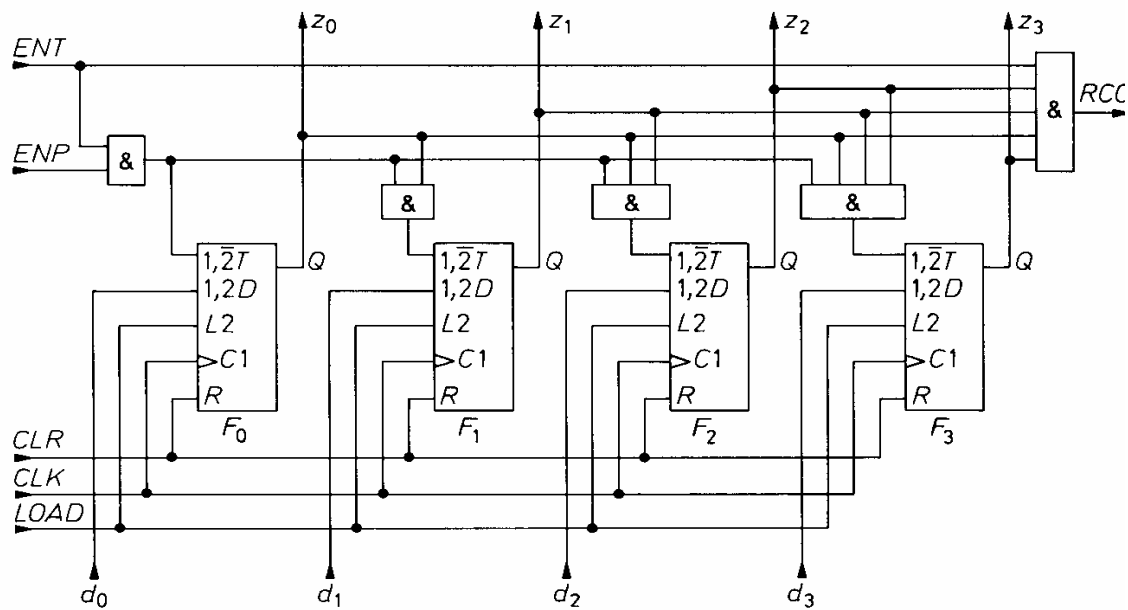 z₀ z₁ z₂ z₃
ENT
RCO
&
ENP
&
& & &
1,2̅T Q 1,2̅T Q 1,2̅T Q 1,2̅T Q
1,2D 1,2D 1,2D 1,2D
L2 L2 L2 L2
C1 C1 C1 C1
R R R R
F₀ F₁ F₂ F₃
CLR
CLK
LOAD
d₀ d₁ d₂ d₃